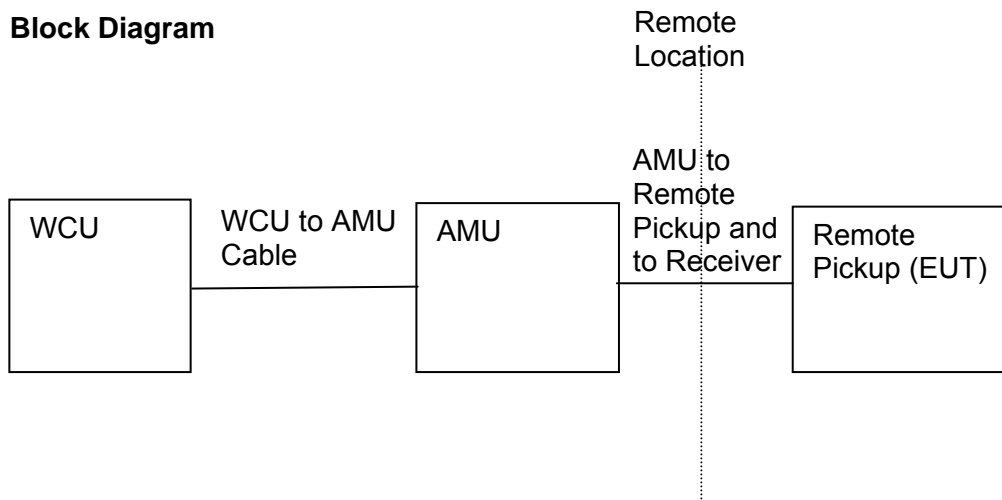 Block Diagram
Remote
Location
WCU
WCU to AMU
Cable
AMU
AMU to
Remote
Pickup and
to Receiver
Remote
Pickup (EUT)